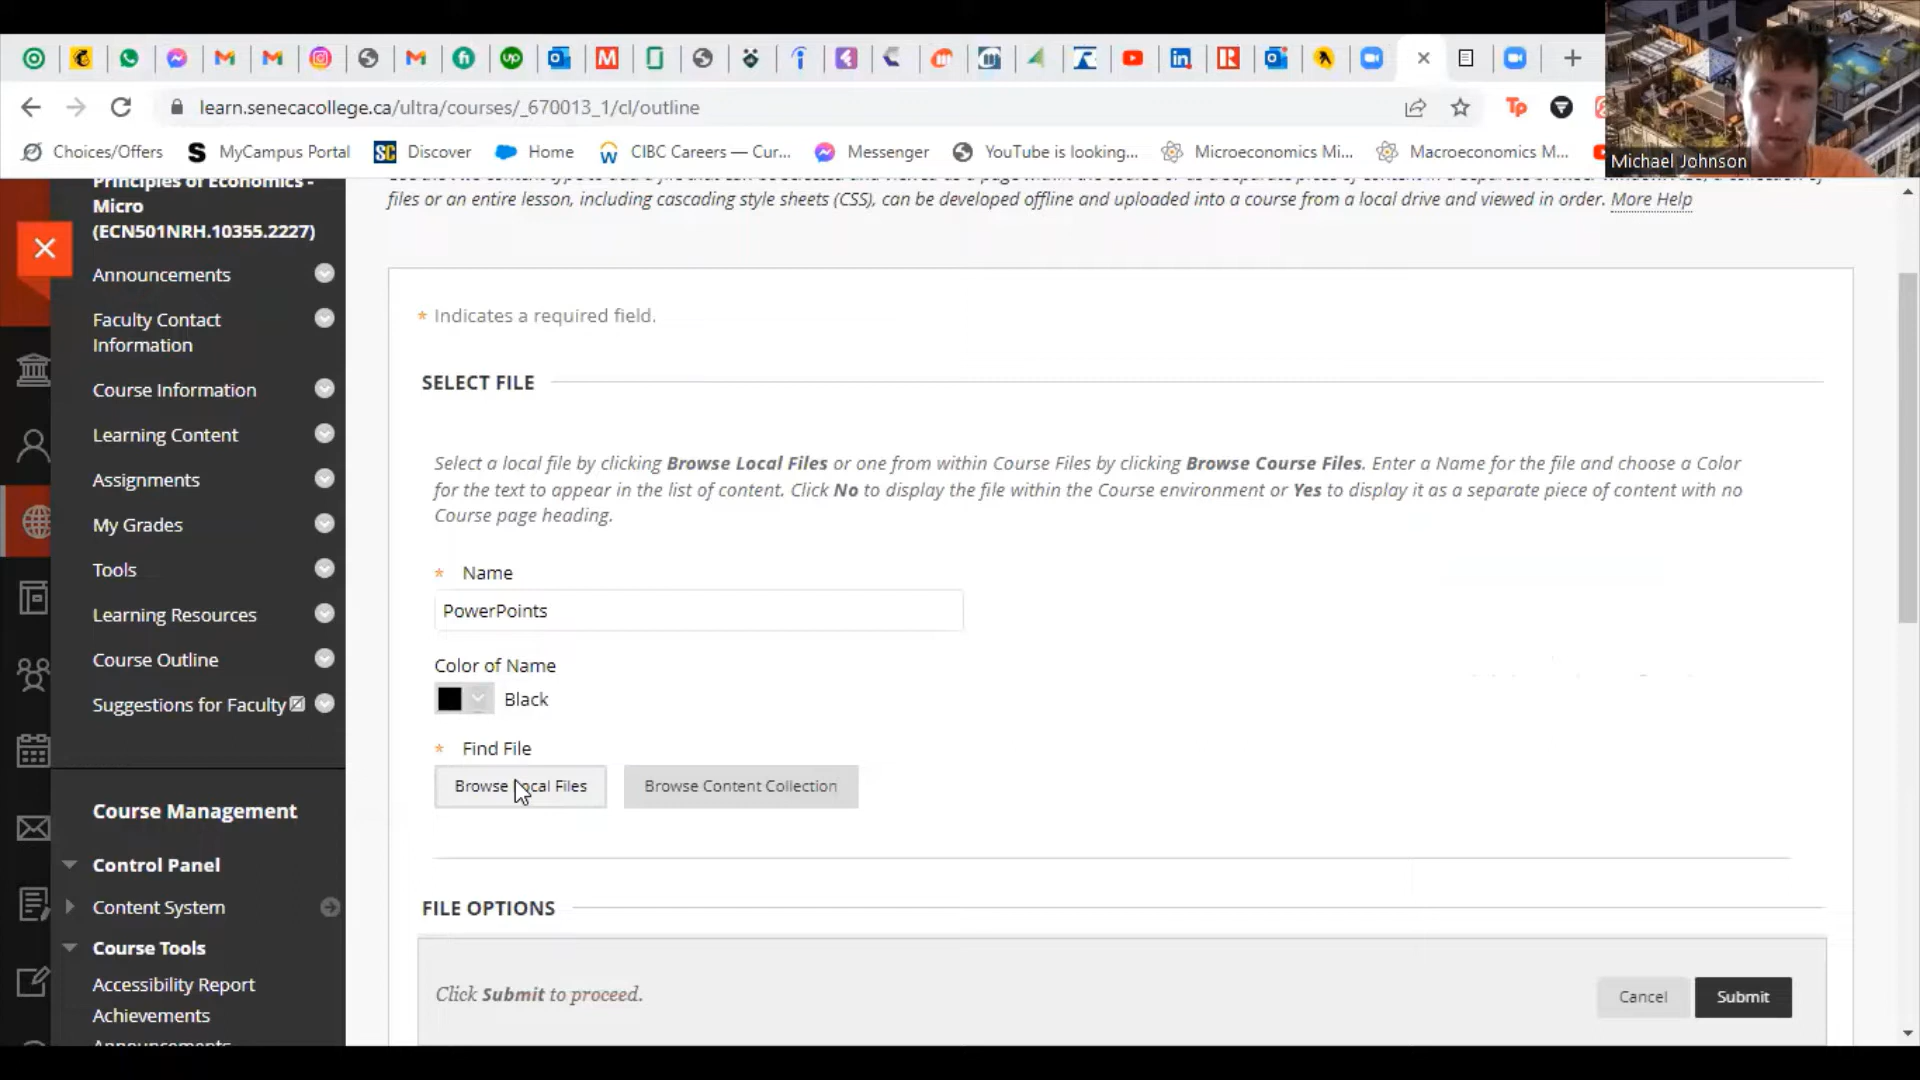 learn.senecacollege.ca/ultra/courses/_670013_1/cl/outline
Choices/Offers MyCampus Portal Discover Home CIBC Careers — Cur... Messenger YouTube is looking... Microeconomics Mi... Macroeconomics M...
Michael Johnson
Principles of Economics -
Micro
(ECN501NRH.10355.2227)
Announcements
Faculty Contact
Information
Course Information
Learning Content
Assignments
My Grades
Tools
Learning Resources
Course Outline
Suggestions for Faculty
Course Management
Control Panel
Content System
Course Tools
Accessibility Report
Achievements
Announcements
files or an entire lesson, including cascading style sheets (CSS), can be developed offline and uploaded into a course from a local drive and viewed in order. More Help
* Indicates a required field.
SELECT FILE
Select a local file by clicking Browse Local Files or one from within Course Files by clicking Browse Course Files. Enter a Name for the file and choose a Color
for the text to appear in the list of content. Click No to display the file within the Course environment or Yes to display it as a separate piece of content with no
Course page heading.
* Name
PowerPoints
Color of Name
Black
* Find File
Browse Local Files Browse Content Collection
FILE OPTIONS
Click Submit to proceed.
Cancel Submit